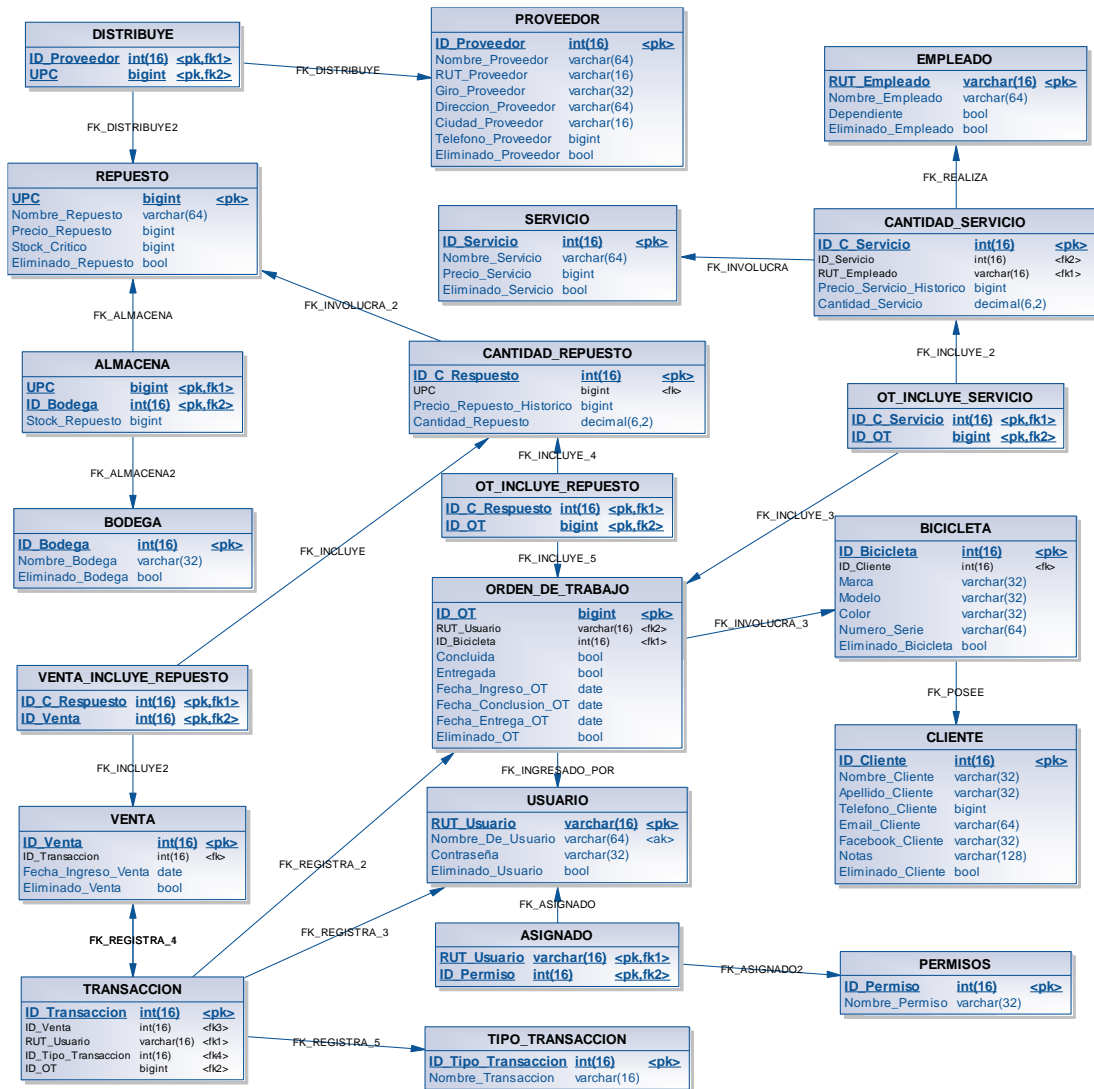 DISTRIBUYE
ID_Proveedor int(16) <pk,fk1>
UPC bigint <pk,fk2>
FK_DISTRIBUYE
FK_DISTRIBUYE2
PROVEEDOR
ID_Proveedor int(16) <pk>
Nombre_Proveedor varchar(64)
RUT_Proveedor varchar(16)
Giro_Proveedor varchar(32)
Direccion_Proveedor varchar(64)
Ciudad_Proveedor varchar(16)
Telefono_Proveedor bigint
Eliminado_Proveedor bool
EMPLEADO
RUT_Empleado varchar(16) <pk>
Nombre_Empleado varchar(64)
Dependiente bool
Eliminado_Empleado bool
FK_REALIZA
REPUESTO
UPC bigint <pk>
Nombre_Repuesto varchar(64)
Precio_Repuesto bigint
Stock_Critico bigint
Eliminado_Repuesto bool
SERVICIO
ID_Servicio int(16) <pk>
Nombre_Servicio varchar(64)
Precio_Servicio bigint
Eliminado_Servicio bool
FK_INVOLUCRA
CANTIDAD_SERVICIO
ID_C_Servicio int(16) <pk>
ID_Servicio int(16) <fk2>
RUT_Empleado varchar(16) <fk1>
Precio_Servicio_Historico bigint
Cantidad_Servicio decimal(6,2)
FK_ALMACENA
FK_INVOLUCRA_2
FK_INCLUYE_2
ALMACENA
UPC bigint <pk,fk1>
ID_Bodega int(16) <pk,fk2>
Stock_Repuesto bigint
CANTIDAD_REPUESTO
ID_C_Respuesto int(16) <pk>
UPC bigint <fk>
Precio_Repuesto_Historico bigint
Cantidad_Repuesto decimal(6,2)
OT_INCLUYE_SERVICIO
ID_C_Servicio int(16) <pk,fk1>
ID_OT bigint <pk,fk2>
FK_ALMACENA2
FK_INCLUYE_4
OT_INCLUYE_REPUESTO
ID_C_Respuesto int(16) <pk,fk1>
ID_OT bigint <pk,fk2>
FK_INCLUYE_3
BODEGA
ID_Bodega int(16) <pk>
Nombre_Bodega varchar(32)
Eliminado_Bodega bool
FK_INCLUYE
FK_INCLUYE_5
BICICLETA
ID_Bicicleta int(16) <pk>
ID_Cliente int(16) <fk>
Marca varchar(32)
Modelo varchar(32)
Color varchar(32)
Numero_Serie varchar(64)
Eliminado_Bicicleta bool
ORDEN_DE_TRABAJO
ID_OT bigint <pk>
RUT_Usuario varchar(16) <fk2>
ID_Bicicleta int(16) <fk1>
Concluida bool
Entregada bool
Fecha_Ingreso_OT date
Fecha_Conclusion_OT date
Fecha_Entrega_OT date
Eliminado_OT bool
FK_INVOLUCRA_3
VENTA_INCLUYE_REPUESTO
ID_C_Respuesto int(16) <pk,fk1>
ID_Venta int(16) <pk,fk2>
FK_POSEE
FK_INCLUYE2
FK_INGRESADO_POR
CLIENTE
ID_Cliente int(16) <pk>
Nombre_Cliente varchar(32)
Apellido_Cliente varchar(32)
Telefono_Cliente bigint
Email_Cliente varchar(64)
Facebook_Cliente varchar(32)
Notas varchar(128)
Eliminado_Cliente bool
VENTA
ID_Venta int(16) <pk>
ID_Transaccion int(16) <fk>
Fecha_Ingreso_Venta date
Eliminado_Venta bool
USUARIO
RUT_Usuario varchar(16) <pk>
Nombre_De_Usuario varchar(64) <ak>
Contraseña varchar(32)
Eliminado_Usuario bool
FK_REGISTRA_2
FK_ASIGNADO
FK_REGISTRA_4
FK_REGISTRA_3
ASIGNADO
RUT_Usuario varchar(16) <pk,fk1>
ID_Permiso int(16) <pk,fk2>
FK_ASIGNADO2
PERMISOS
ID_Permiso int(16) <pk>
Nombre_Permiso varchar(32)
TRANSACCION
ID_Transaccion int(16) <pk>
ID_Venta int(16) <fk3>
RUT_Usuario varchar(16) <fk1>
ID_Tipo_Transaccion int(16) <fk4>
ID_OT bigint <fk2>
FK_REGISTRA_5
TIPO_TRANSACCION
ID_Tipo_Transaccion int(16) <pk>
Nombre_Transaccion varchar(16)